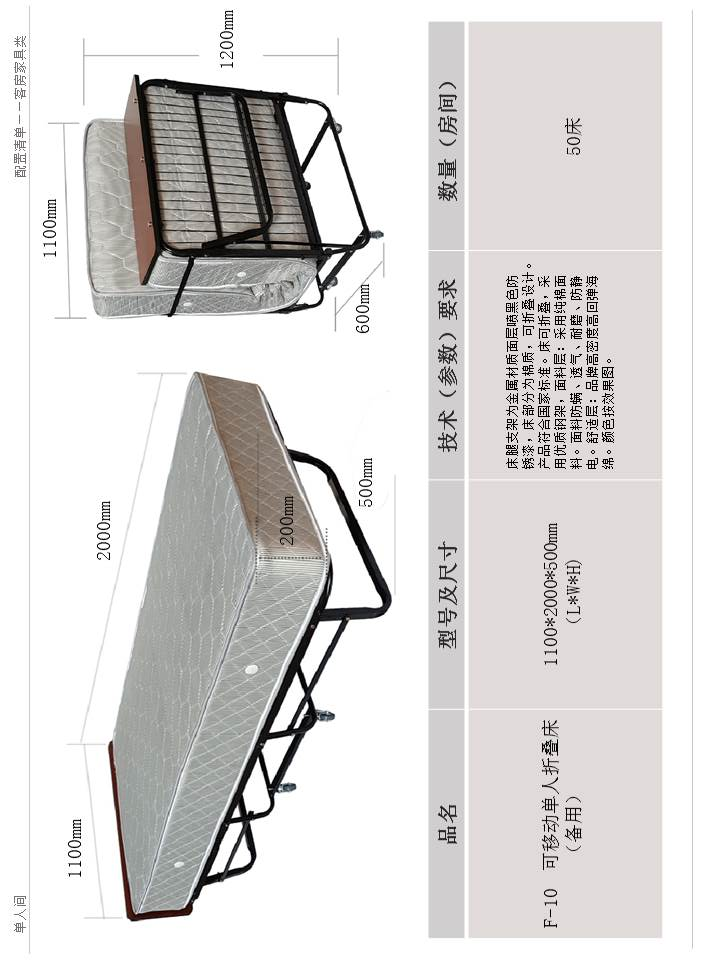 单人间
配置清单--客房家具类
1100mm
2000mm
200mm
500mm
1100mm
1200mm
600mm
品名
型号及尺寸
技术（参数）要求
数量（房间）
F-10 可移动单人折叠床
（备用）
1100*2000*500mm
（L*W*H）
床腿支架为金属材质面层喷黑色防
锈漆，床部分为棉质，可折叠设计。
产品符合国家标准。床可折叠，采
用优质钢架，面料层：采用纯棉面
料。面料防螨、透气、耐磨、防静
电。舒适层：品牌高密度高回弹海
绵。颜色按效果图。
50床